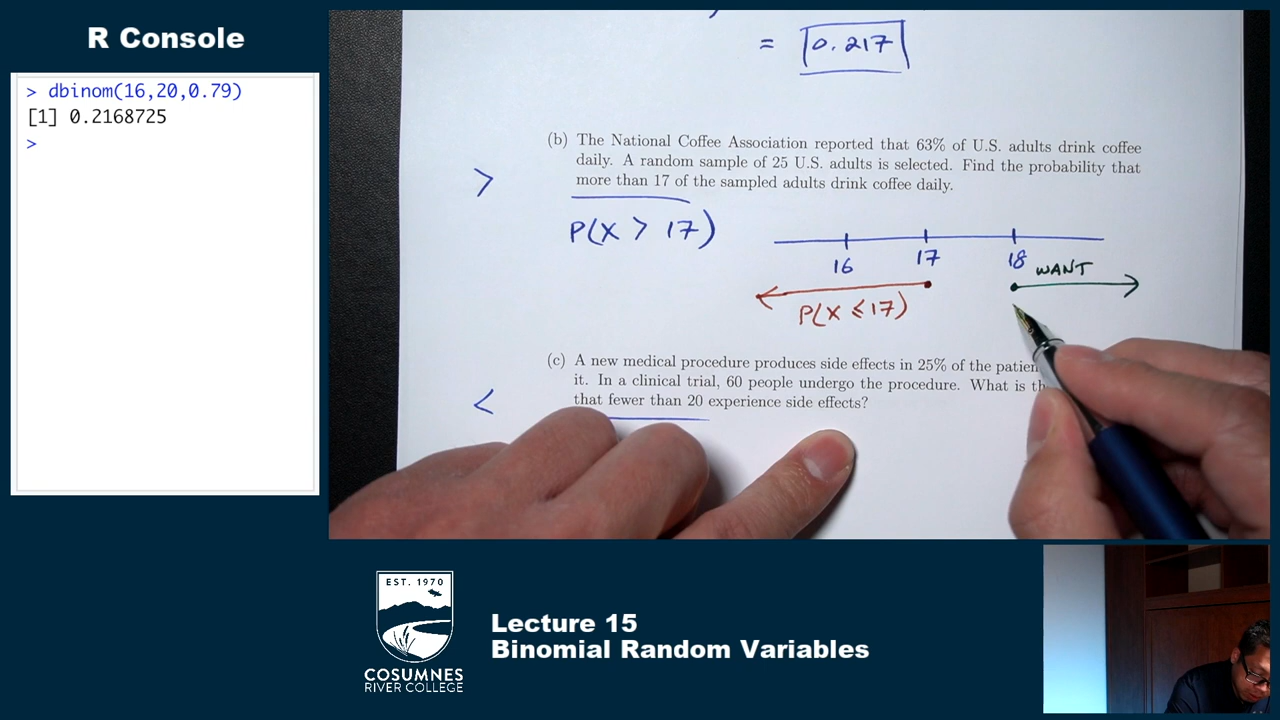 R Console
> dbinom(16,20,0.79)
[1] 0.2168725
>
= 0.217
(b) The National Coffee Association reported that 63% of U.S. adults drink coffee
daily. A random sample of 25 U.S. adults is selected. Find the probability that
more than 17 of the sampled adults drink coffee daily.
>
P(X > 17)
16 17 18
WANT
P(X ≤ 17)
(c) A new medical procedure produces side effects in 25% of the patien
it. In a clinical trial, 60 people undergo the procedure. What is th
that fewer than 20 experience side effects?
<
EST. 1970
COSUMNES
RIVER COLLEGE
Lecture 15
Binomial Random Variables